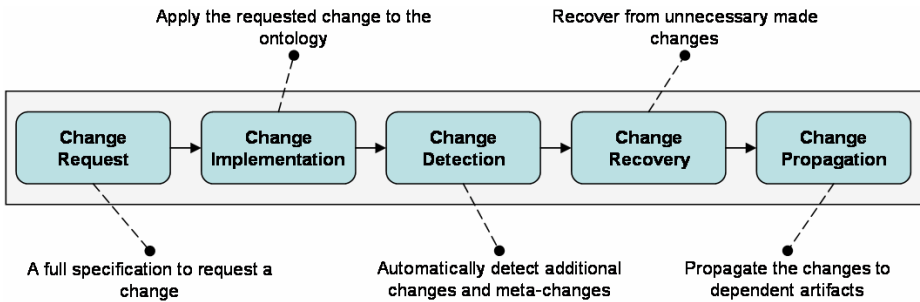 Apply the requested change to the
ontology
Recover from unnecessary made
changes
Change
Request
Change
Implementation
Change
Detection
Change
Recovery
Change
Propagation
A full specification to request a
change
Automatically detect additional
changes and meta-changes
Propagate the changes to
dependent artifacts